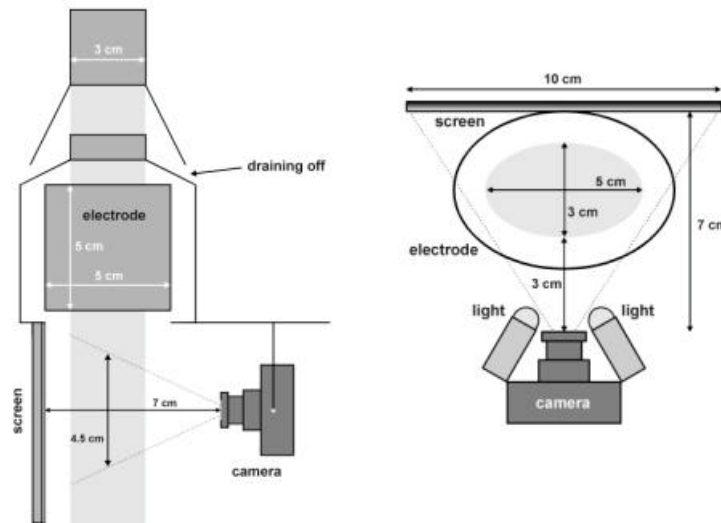 3 cm
draining off
electrode
5 cm
5 cm
screen
7 cm
4.5 cm
camera
10 cm
screen
5 cm
3 cm
7 cm
electrode
3 cm
light
light
camera